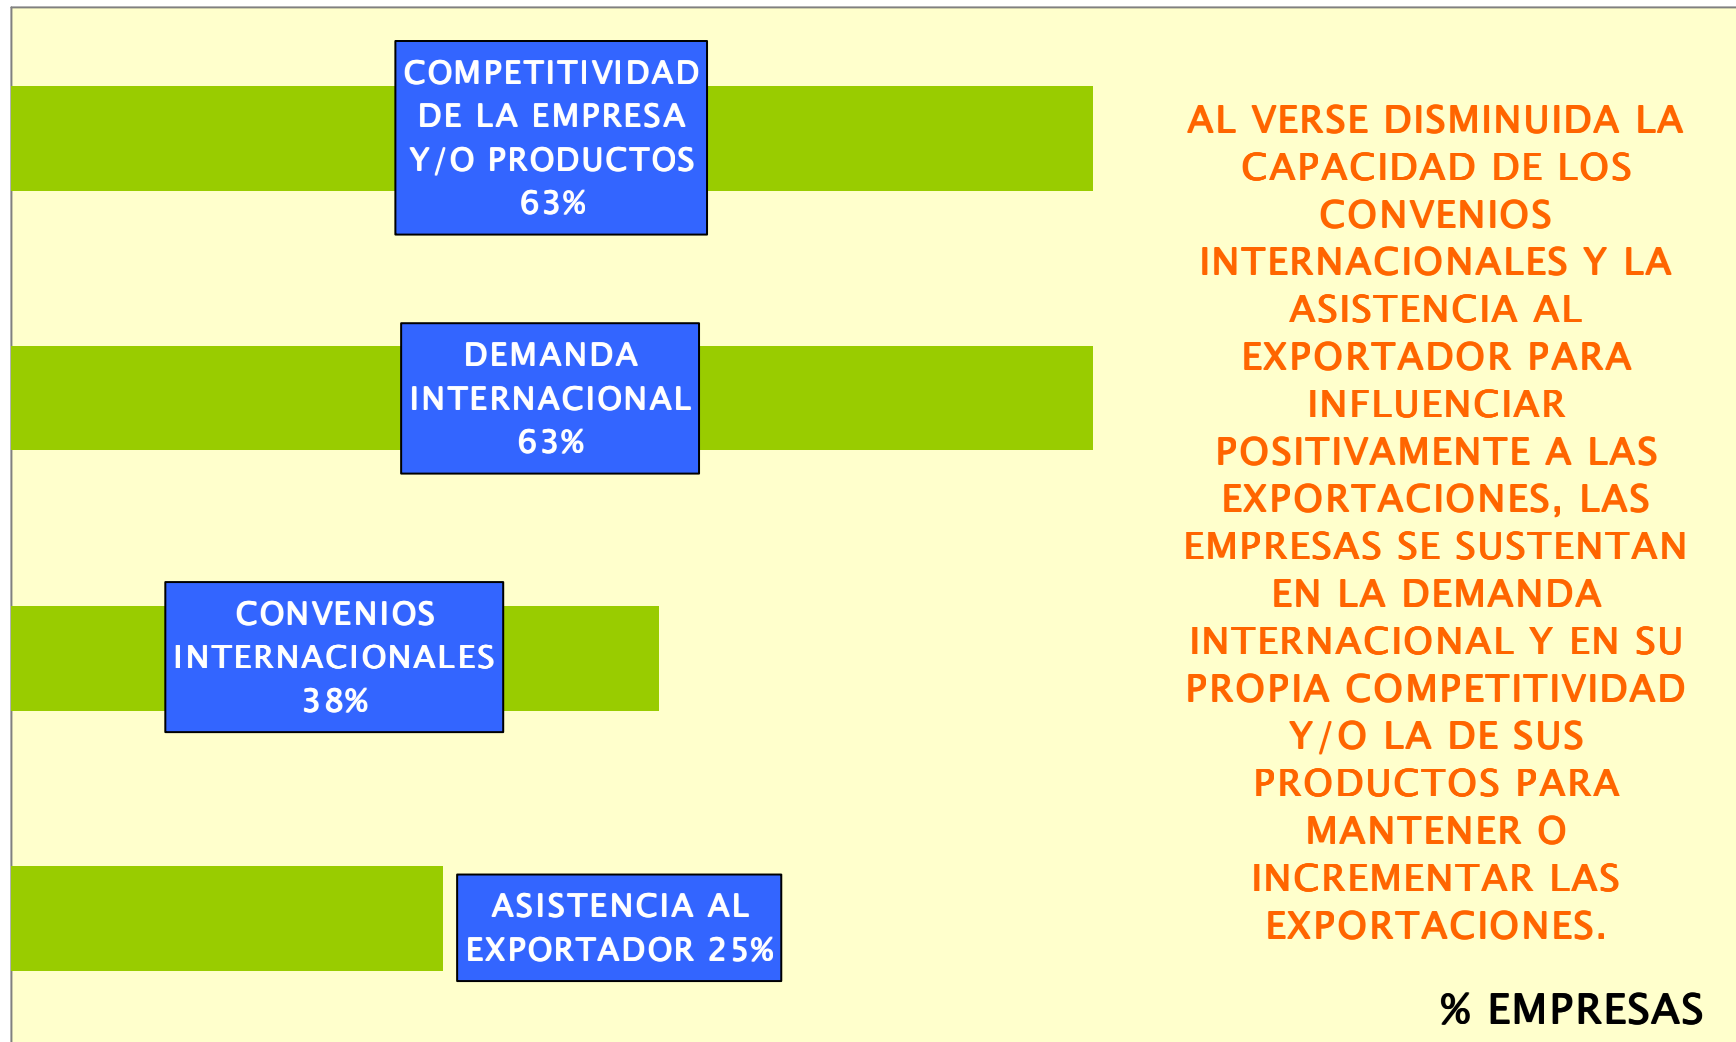 COMPETITIVIDAD
DE LA EMPRESA
Y/O PRODUCTOS
63%
DEMANDA
INTERNACIONAL
63%
CONVENIOS
INTERNACIONALES
38%
ASISTENCIA AL
EXPORTADOR 25%
AL VERSE DISMINUIDA LA
CAPACIDAD DE LOS
CONVENIOS
INTERNACIONALES Y LA
ASISTENCIA AL
EXPORTADOR PARA
INFLUENCIAR
POSITIVAMENTE A LAS
EXPORTACIONES, LAS
EMPRESAS SE SUSTENTAN
EN LA DEMANDA
INTERNACIONAL Y EN SU
PROPIA COMPETITIVIDAD
Y/O LA DE SUS
PRODUCTOS PARA
MANTENER O
INCREMENTAR LAS
EXPORTACIONES.
% EMPRESAS